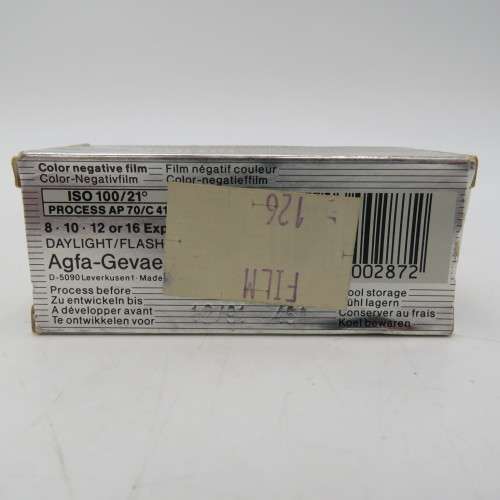 Color negative film
Color-Negativfilm
Film négatif couleur
Color-negatieffilm
ISO 100/21°
PROCESS AP 70/C 41
8 · 10 · 12 or 16 Exp
DAYLIGHT/FLASH
Agfa-Gevae
D-5090 Leverkusen 1 · Made
Process before
Zu entwickeln bis
A développer avant
Te ontwikkelen voor
126
FILM
002872
ool storage
ühl lagern
Conserver au frais
Koel bewaren